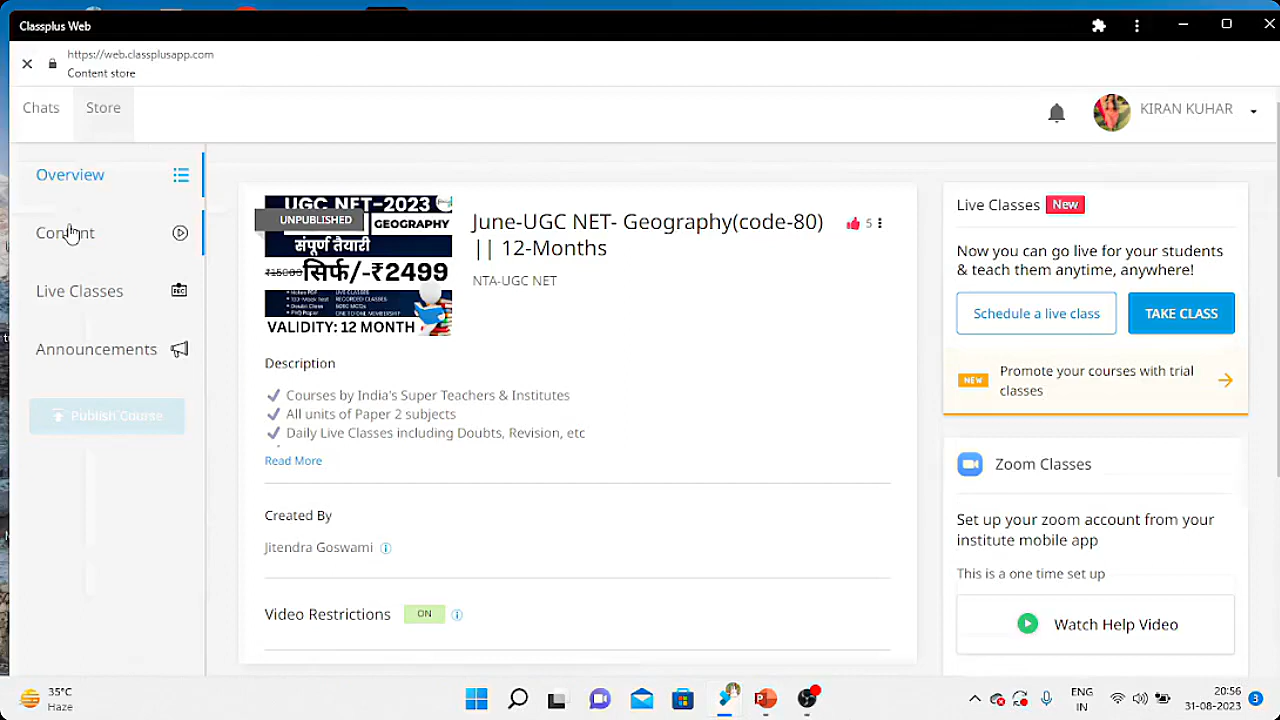 Classplus Web
https://web.classplusapp.com
Content store
Chats
Store
KIRAN KUHAR
Overview
Content
Live Classes
Announcements
Publish Course
UGC NET-2023
UNPUBLISHED
GEOGRAPHY
संपूर्ण तैयारी
₹15000 सिर्फ/-₹2499
VALIDITY: 12 MONTH
June-UGC NET- Geography(code-80)
|| 12-Months
5
NTA-UGC NET
Description
✔ Courses by India's Super Teachers & Institutes
✔ All units of Paper 2 subjects
✔ Daily Live Classes including Doubts, Revision, etc
Read More
Created By
Jitendra Goswami
Video Restrictions ON
Live Classes New
Now you can go live for your students
& teach them anytime, anywhere!
Schedule a live class
TAKE CLASS
NEW
Promote your courses with trial
classes
Zoom Classes
Set up your zoom account from your
institute mobile app
This is a one time set up
Watch Help Video
35°C
Haze
ENG
IN
20:56
31-08-2023
3